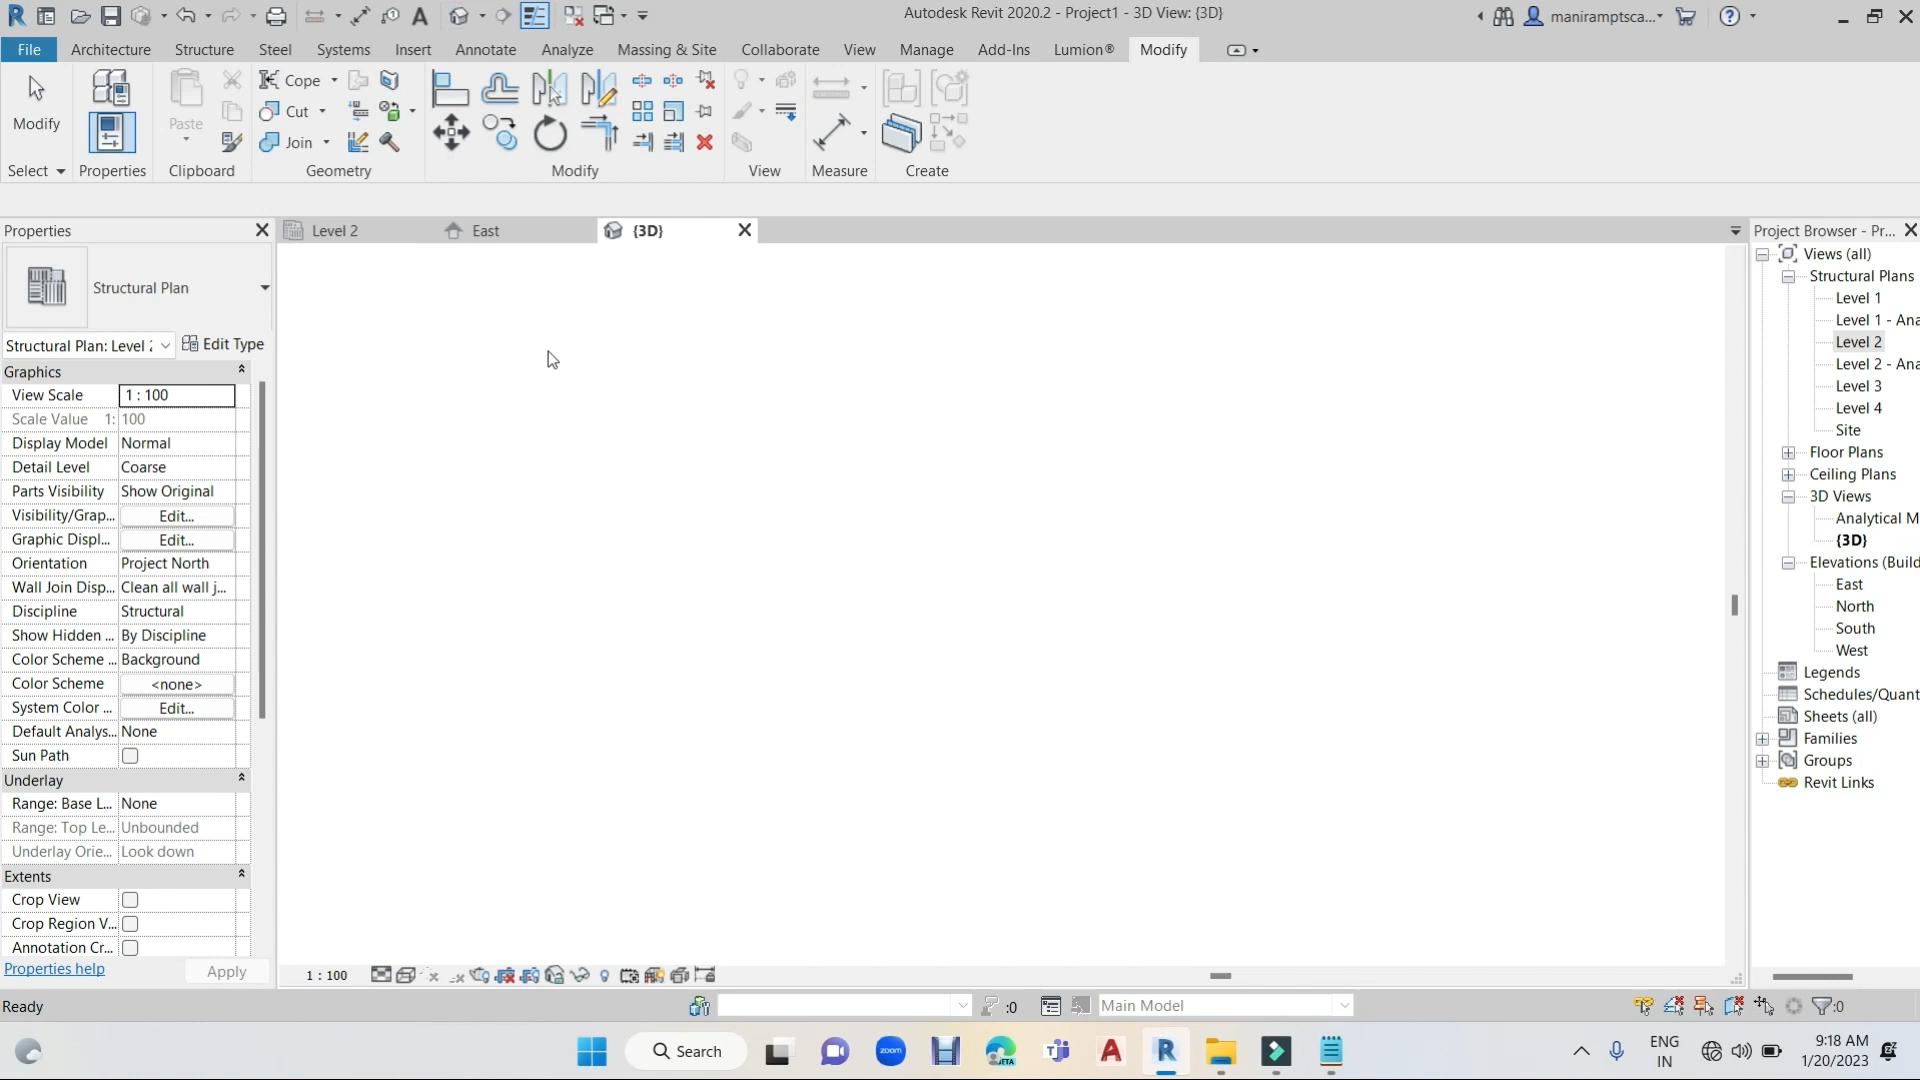 Autodesk Revit 2020.2 - Project1 - 3D View: {3D}
maniramptsca...
File Architecture Structure Steel Systems Insert Annotate Analyze Massing & Site Collaborate View Manage Add-Ins Lumion® Modify
Modify Paste Cope
Cut
Join
Select Properties Clipboard Geometry Modify View Measure Create
Properties
Level 2 East {3D}
Project Browser - Pr...
Structural Plan
Structural Plan: Level 2 Edit Type
Graphics
View Scale 1 : 100
Scale Value 1: 100
Display Model Normal
Detail Level Coarse
Parts Visibility Show Original
Visibility/Grap... Edit...
Graphic Displ... Edit...
Orientation Project North
Wall Join Disp... Clean all wall j...
Discipline Structural
Show Hidden ... By Discipline
Color Scheme ... Background
Color Scheme <none>
System Color ... Edit...
Default Analys... None
Sun Path
Underlay
Range: Base L... None
Range: Top Le... Unbounded
Underlay Orie... Look down
Extents
Crop View
Crop Region V...
Annotation Cr...
Properties help Apply
Views (all)
Structural Plans
Level 1
Level 1 - Ana
Level 2
Level 2 - Ana
Level 3
Level 4
Site
Floor Plans
Ceiling Plans
3D Views
Analytical M
{3D}
Elevations (Build
East
North
South
West
Legends
Schedules/Quant
Sheets (all)
Families
Groups
Revit Links
1 : 100
Ready
:0
Main Model
:0
Search
zoom
ENG
IN
9:18 AM
1/20/2023